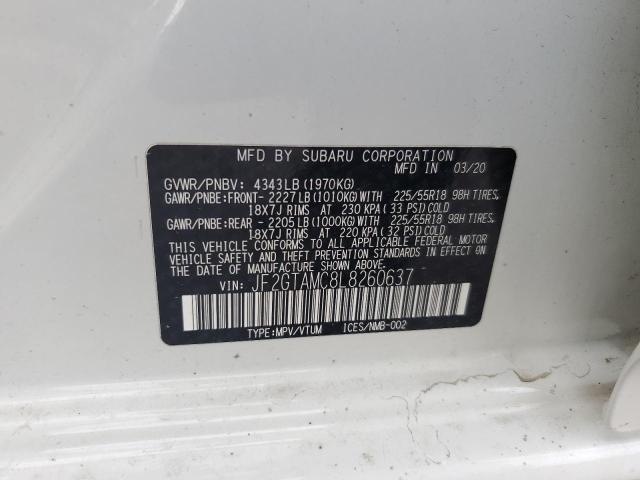 MFD BY SUBARU CORPORATION
MFD IN 03/20
GVWR/PNBV: 4343LB (1970KG)
GAWR/PNBE:FRONT- 2227LB (1010KG)WITH 225/55R18 98H TIRES,
18X7J RIMS AT 230 KPA( 33 PSI) COLD
GAWR/PNBE:REAR - 2205LB (1000KG)WITH 225/55R18 98H TIRES,
18X7J RIMS AT 220 KPA( 32 PSI) COLD
THIS VEHICLE CONFORMS TO ALL APPLICABLE FEDERAL MOTOR
VEHICLE SAFETY AND THEFT PREVENTION STANDARDS IN EFFECT ON
THE DATE OF MANUFACTURE SHOWN ABOVE.
VIN: JF2GTAMC8L8260637
TYPE:MPV/VTUM ICES/NMB-002